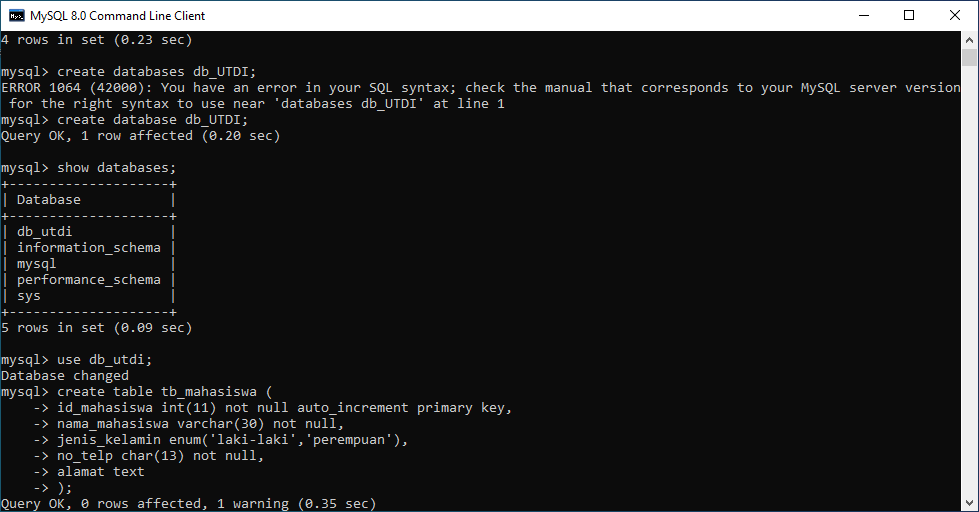 MySQL 8.0 Command Line Client
4 rows in set (0.23 sec)
mysql> create databases db_UTDI;
ERROR 1064 (42000): You have an error in your SQL syntax; check the manual that corresponds to your MySQL server version
 for the right syntax to use near 'databases db_UTDI' at line 1
mysql> create database db_UTDI;
Query OK, 1 row affected (0.20 sec)
mysql> show databases;
+--------------------+
| Database           |
+--------------------+
| db_utdi            |
| information_schema |
| mysql              |
| performance_schema |
| sys                |
+--------------------+
5 rows in set (0.09 sec)
mysql> use db_utdi;
Database changed
mysql> create table tb_mahasiswa (
    -> id_mahasiswa int(11) not null auto_increment primary key,
    -> nama_mahasiswa varchar(30) not null,
    -> jenis_kelamin enum('laki-laki','perempuan'),
    -> no_telp char(13) not null,
    -> alamat text
    -> );
Query OK, 0 rows affected, 1 warning (0.35 sec)